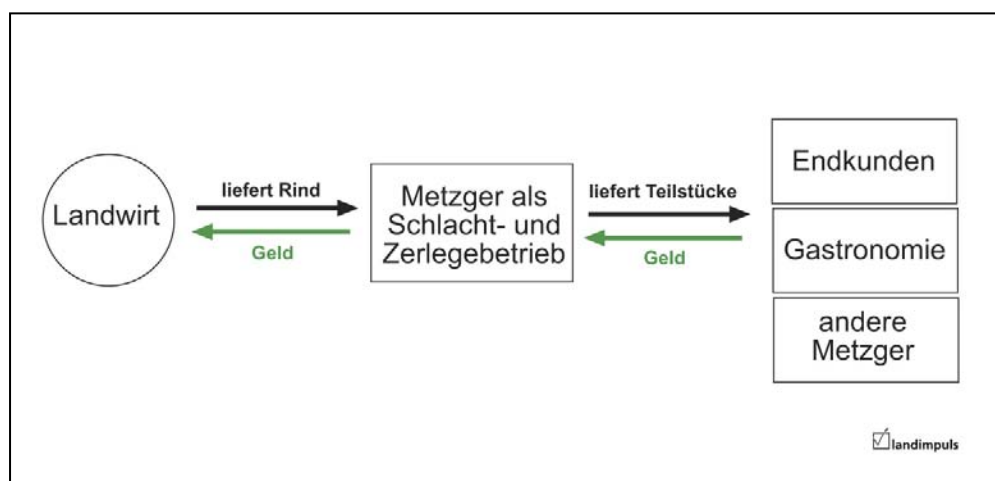 Landwirt
liefert Rind
Geld
Metzger als
Schlacht- und
Zerlegebetrieb
liefert Teilstücke
Geld
Endkunden
Gastronomie
andere
Metzger
landimpuls